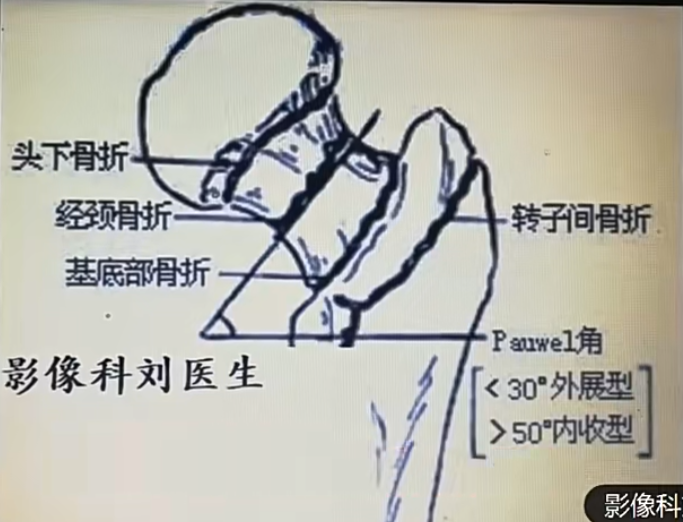 头下骨折
经颈骨折
转子间骨折
基底部骨折
Pauwel角
影像科刘医生
<30°外展型
>50°内收型
影像科